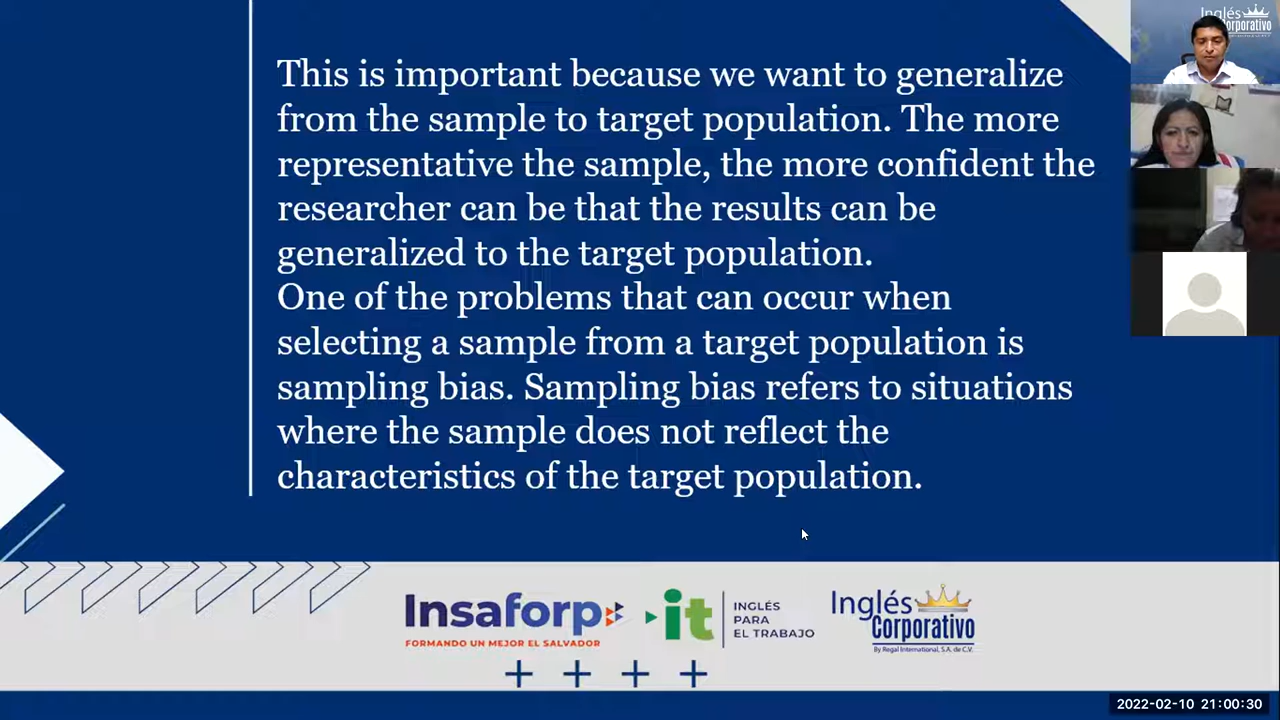 This is important because we want to generalize
from the sample to target population. The more
representative the sample, the more confident the
researcher can be that the results can be
generalized to the target population.
One of the problems that can occur when
selecting a sample from a target population is
sampling bias. Sampling bias refers to situations
where the sample does not reflect the
characteristics of the target population.
Inglés
Corporativo
Insaforp
FORMANDO UN MEJOR EL SALVADOR
it
INGLÉS
PARA
EL TRABAJO
Inglés
Corporativo
By Regal International, S.A. de C.V.
2022-02-10 21:00:30